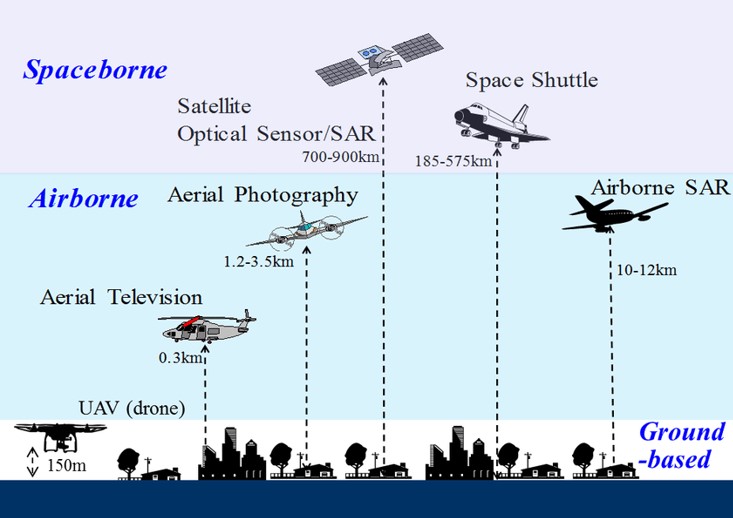 Spaceborne
Space Shuttle
Satellite
Optical Sensor/SAR
700-900km
185-575km
Airborne
Aerial Photography
Airborne SAR
1.2-3.5km
10-12km
Aerial Television
0.3km
UAV (drone)
150m
Ground
-based